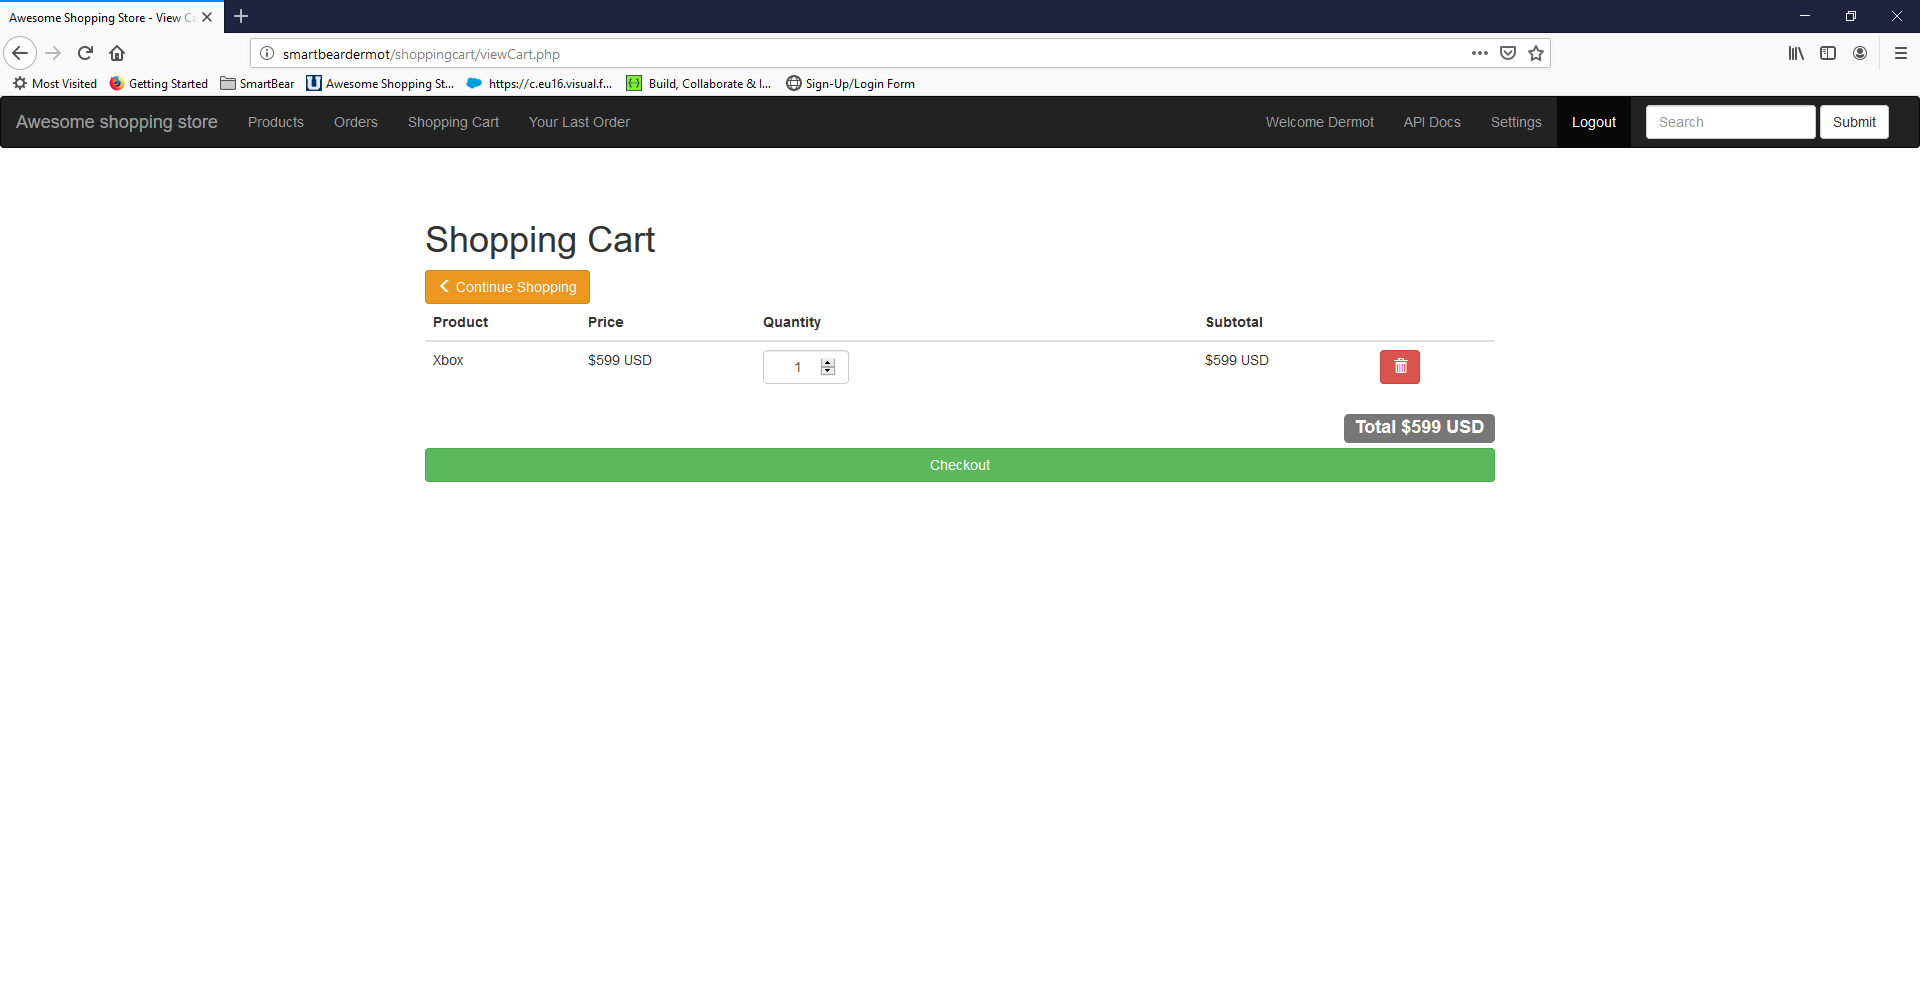 Awesome Shopping Store - View Ca
smartbeardermot/shoppingcart/viewCart.php
Most Visited Getting Started SmartBear Awesome Shopping St... https://c.eu16.visual.f... Build, Collaborate & I... Sign-Up/Login Form
Awesome shopping store Products Orders Shopping Cart Your Last Order Welcome Dermot API Docs Settings Logout Search Submit
Shopping Cart
Continue Shopping
Product Price Quantity Subtotal
Xbox $599 USD 1 $599 USD
Total $599 USD
Checkout